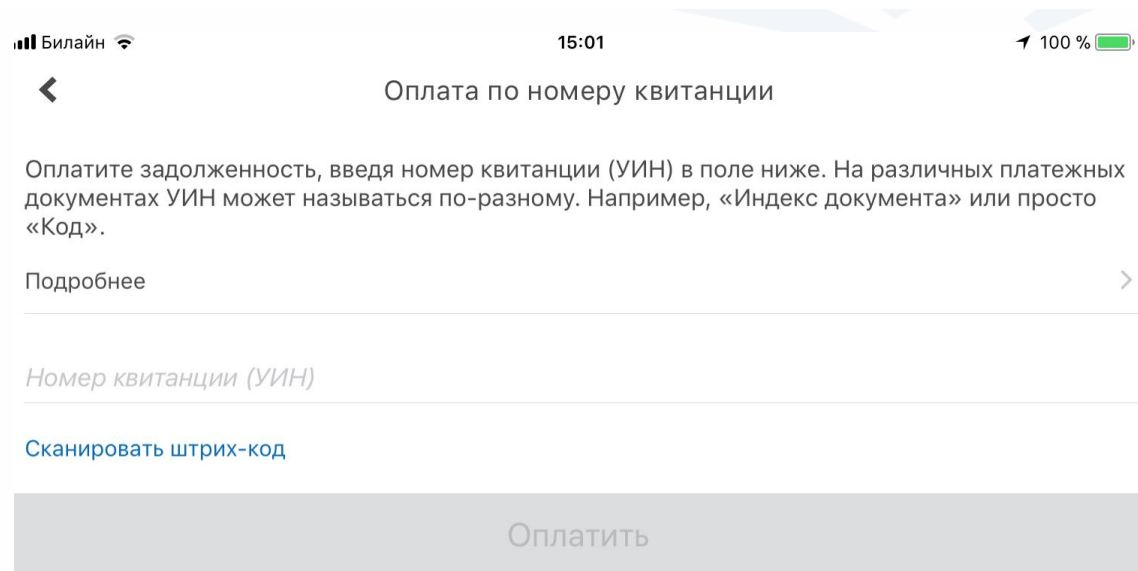 Билайн 15:01 100 %
Оплата по номеру квитанции
Оплатите задолженность, введя номер квитанции (УИН) в поле ниже. На различных платежных
документах УИН может называться по-разному. Например, «Индекс документа» или просто
«Код».
Подробнее
Номер квитанции (УИН)
Сканировать штрих-код
Оплатить